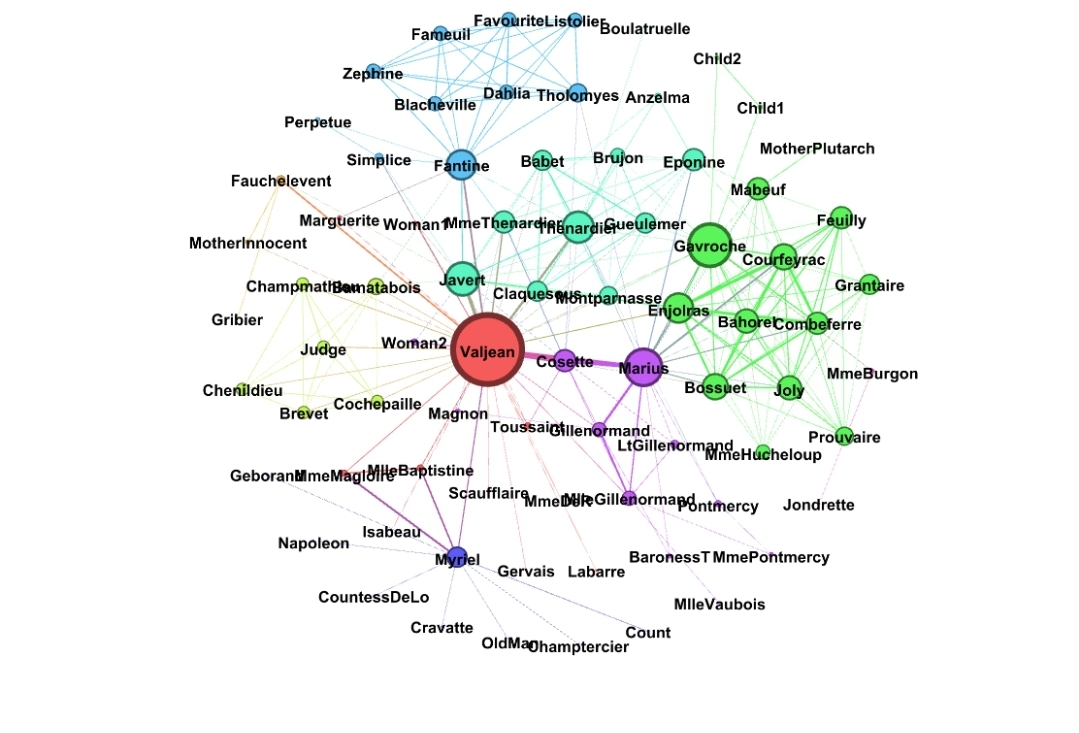 FavouriteListolier
Boulatruelle
Fameuil
Child2
Zephine
Dahlia
Tholomyes
Anzelma
Blacheville
Child1
Perpetue
MotherPlutarch
Simplice
Fantine
Babet
Brujon
Eponine
Fauchelevent
Mabeuf
Marguerite
Woman1
MmeThenardier
Thenardier
Gueulemer
Feuilly
MotherInnocent
Gavroche
Courfeyrac
Javert
Champmathieu
Bamatabois
Claquesous
Montparnasse
Grantaire
Gribier
Enjolras
Bahorel
Combeferre
Judge
Woman2
Valjean
Cosette
Marius
MmeBurgon
Chenildieu
Bossuet
Joly
Brevet
Cochepaille
Magnon
Toussaint
Gillenormand
LtGillenormand
Prouvaire
MmeHucheloup
Geborand
MmeMagloire
MlleBaptistine
Scaufflaire
MmeDeR
MlleGillenormand
Pontmercy
Jondrette
Isabeau
Napoleon
Myriel
Gervais
Labarre
BaronessT
MmePontmercy
CountessDeLo
MlleVaubois
Cravatte
Count
OldMan
Champtercier